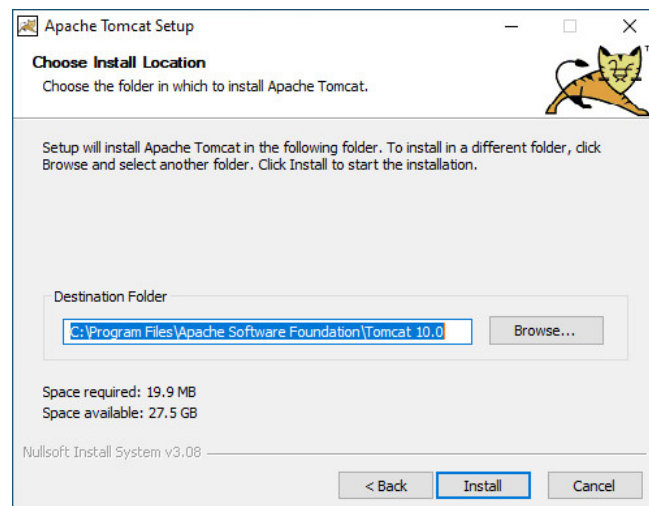 Apache Tomcat Setup
Choose Install Location
Choose the folder in which to install Apache Tomcat.
TM
Setup will install Apache Tomcat in the following folder. To install in a different folder, click
Browse and select another folder. Click Install to start the installation.
Destination Folder
C:\Program Files\Apache Software Foundation\Tomcat 10.0
Browse...
Space required: 19.9 MB
Space available: 27.5 GB
Nullsoft Install System v3.08
< Back
Install
Cancel